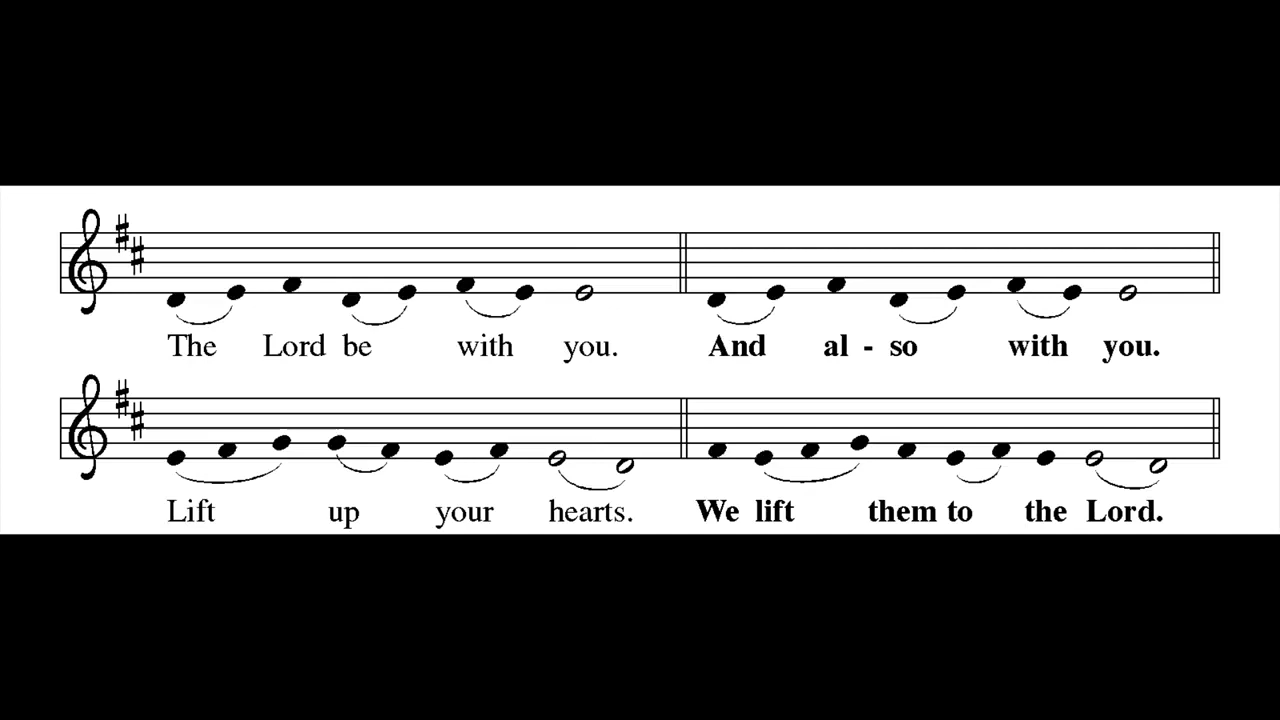 The Lord be with you. And al - so with you.
Lift up your hearts. We lift them to the Lord.